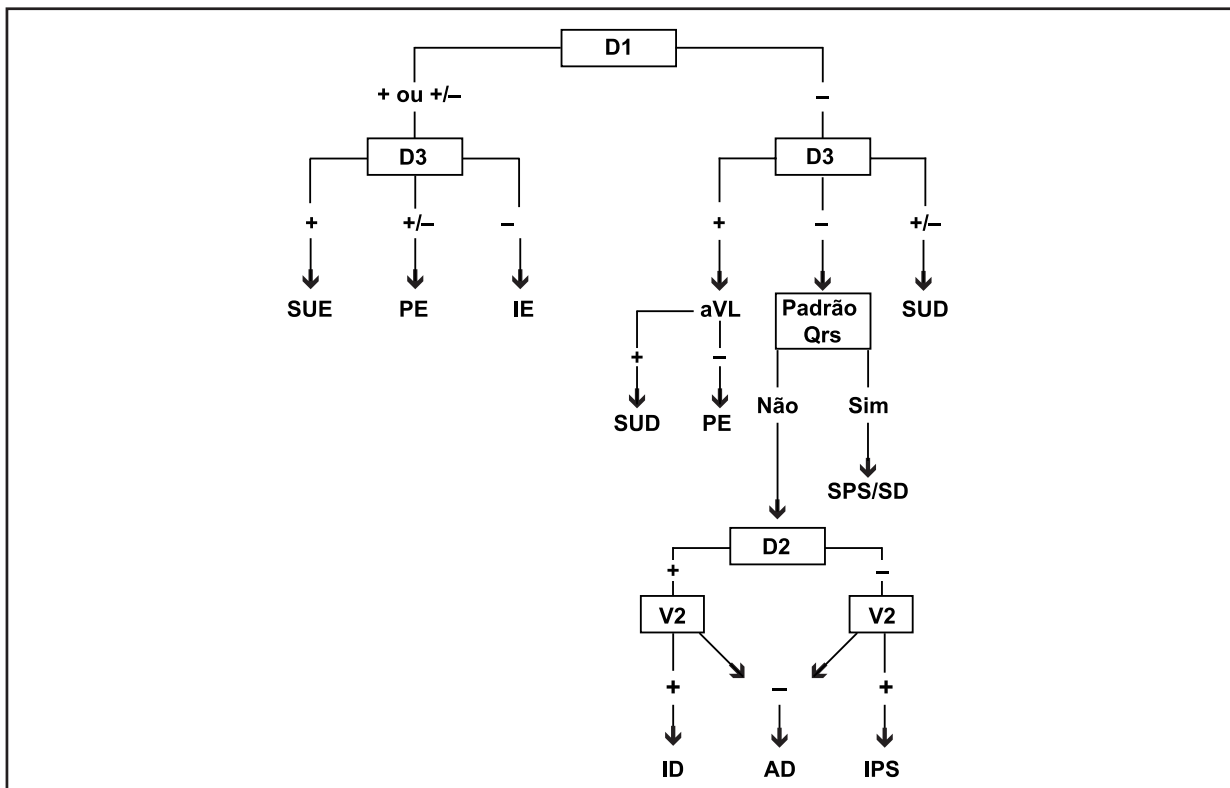 D1
+ ou +/– –
D3 D3
+ +/– – + – +/–
SUE PE IE aVL Padrão Qrs SUD
+ –
SUD PE Não Sim
SPS/SD
D2
+ –
V2 V2
+ – +
ID AD IPS